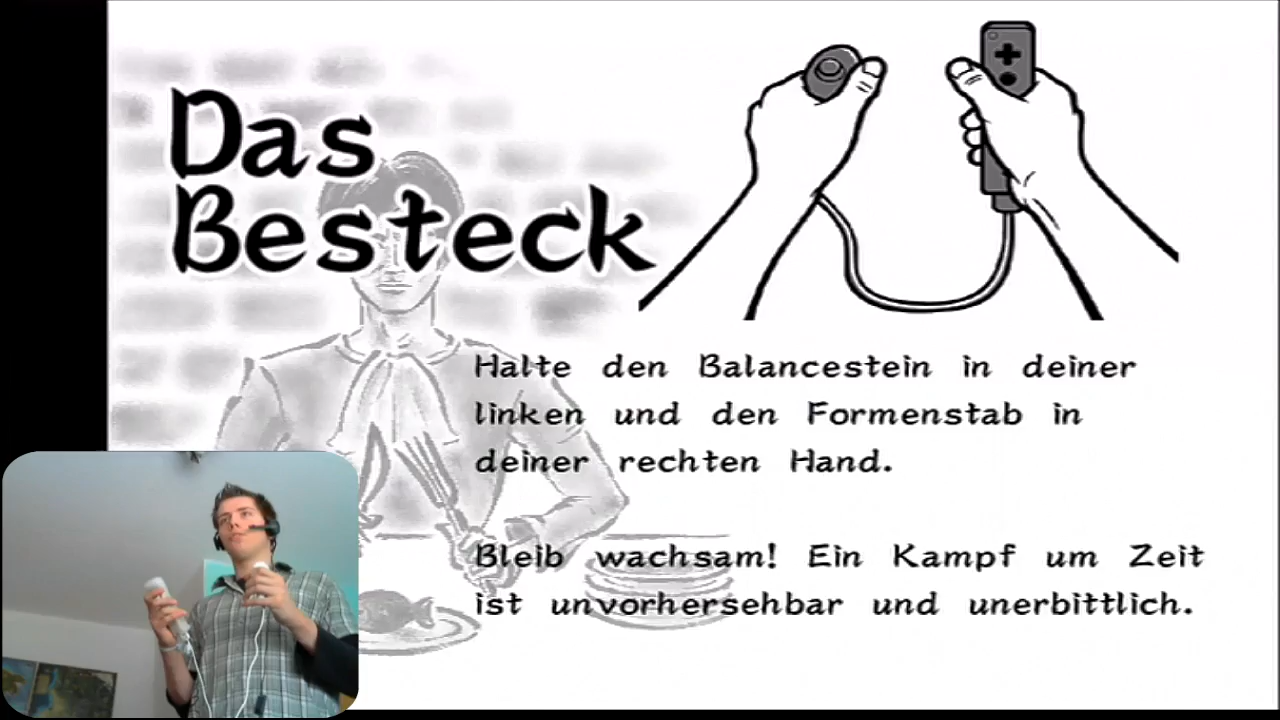 Das
Besteck
Halte den Balancestein in deiner
linken und den Formenstab in
deiner rechten Hand.
Bleib wachsam! Ein Kampf um Zeit
ist unvorhersehbar und unerbittlich.